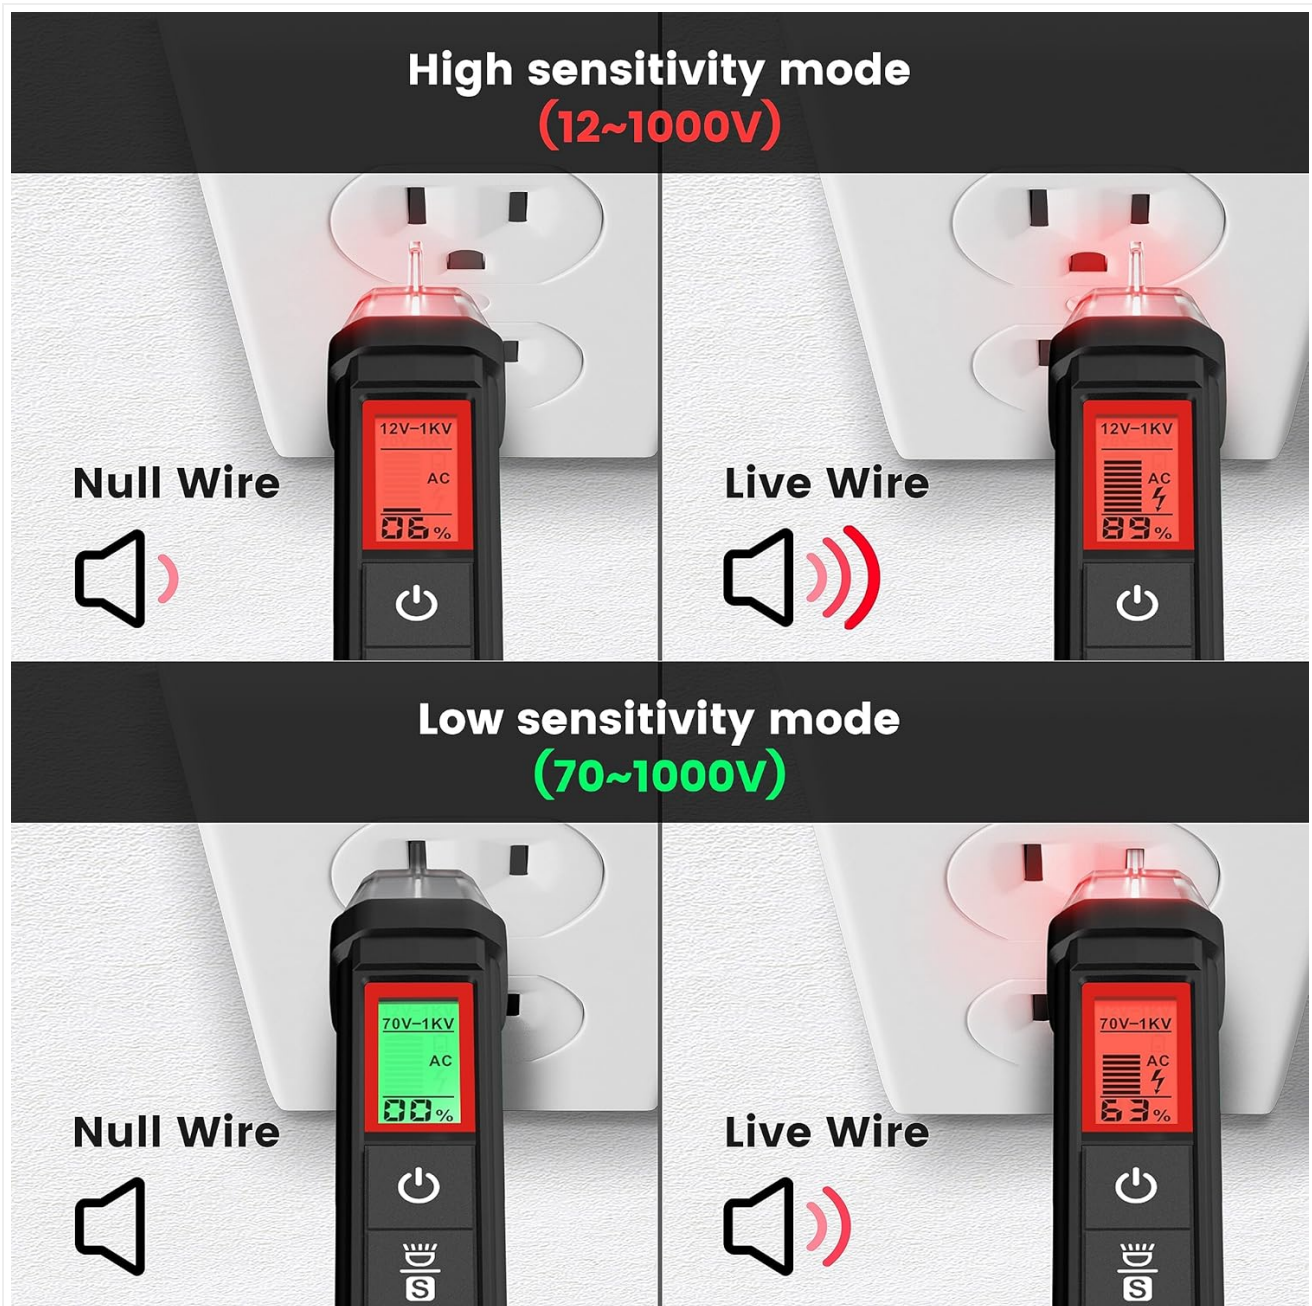 High sensitivity mode
(12~1000V)
12V–1KV
AC
06%
Null Wire
12V–1KV
AC
89%
Live Wire
Low sensitivity mode
(70~1000V)
70V–1KV
AC
00%
Null Wire
S
70V–1KV
AC
63%
Live Wire
S